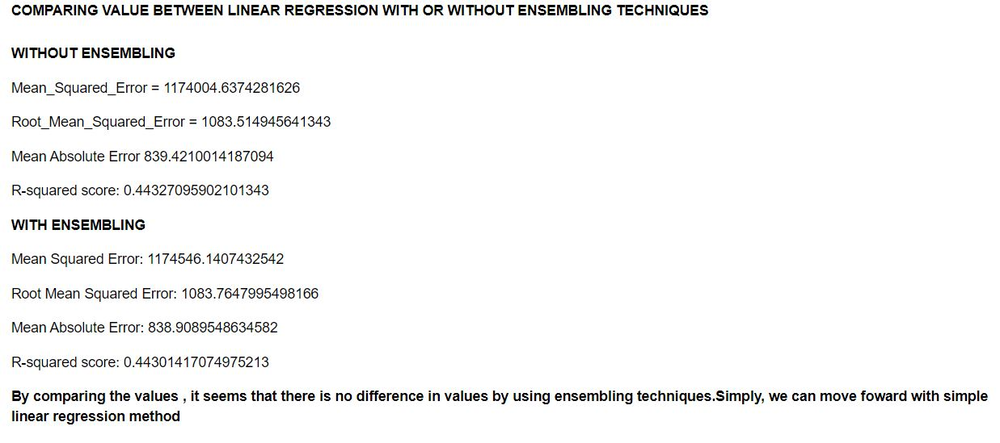 COMPARING VALUE BETWEEN LINEAR REGRESSION WITH OR WITHOUT ENSEMBLING TECHNIQUES
WITHOUT ENSEMBLING
Mean_Squared_Error = 1174004.6374281626
Root_Mean_Squared_Error = 1083.514945641343
Mean Absolute Error 839.4210014187094
R-squared score: 0.44327095902101343
WITH ENSEMBLING
Mean Squared Error: 1174546.1407432542
Root Mean Squared Error: 1083.7647995498166
Mean Absolute Error: 838.9089548634582
R-squared score: 0.44301417074975213
By comparing the values , it seems that there is no difference in values by using ensembling techniques.Simply, we can move foward with simple
linear regression method